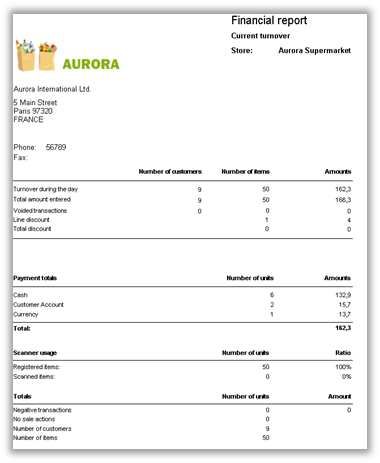 Financial report
Current turnover
Store: Aurora Supermarket
AURORA
Aurora International Ltd.
5 Main Street
Paris 97320
FRANCE
Phone: 56789
Fax:
Number of customers Number of items Amounts
Turnover during the day 9 50 162,3
Total amount entered 9 50 166,3
Voided transactions 0 0 0
Line discount 1 4
Total discount 0 0
Payment totals Number of units Amounts
Cash 6 132,9
Customer Account 2 15,7
Currency 1 13,7
Total: 162,3
Scanner usage Number of units Ratio
Registered items: 50 100%
Scanned items: 0 0%
Totals Number of units Amount
Negative transactions 0 0
No sale actions 0
Number of customers 9
Number of items 50